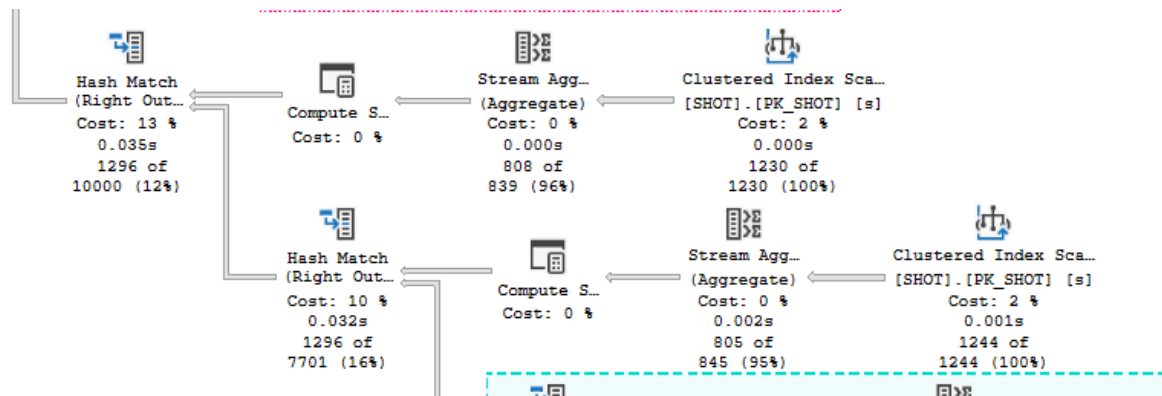 Hash Match
(Right Out...
Cost: 13 %
0.035s
1296 of
10000 (12%)
Compute S...
Cost: 0 %
Stream Agg...
(Aggregate)
Cost: 0 %
0.000s
808 of
839 (96%)
Clustered Index Sca...
[SHOT].[PK_SHOT] [s]
Cost: 2 %
0.000s
1230 of
1230 (100%)
Hash Match
(Right Out...
Cost: 10 %
0.032s
1296 of
7701 (16%)
Compute S...
Cost: 0 %
Stream Agg...
(Aggregate)
Cost: 0 %
0.002s
805 of
845 (95%)
Clustered Index Sca...
[SHOT].[PK_SHOT] [s]
Cost: 2 %
0.001s
1244 of
1244 (100%)